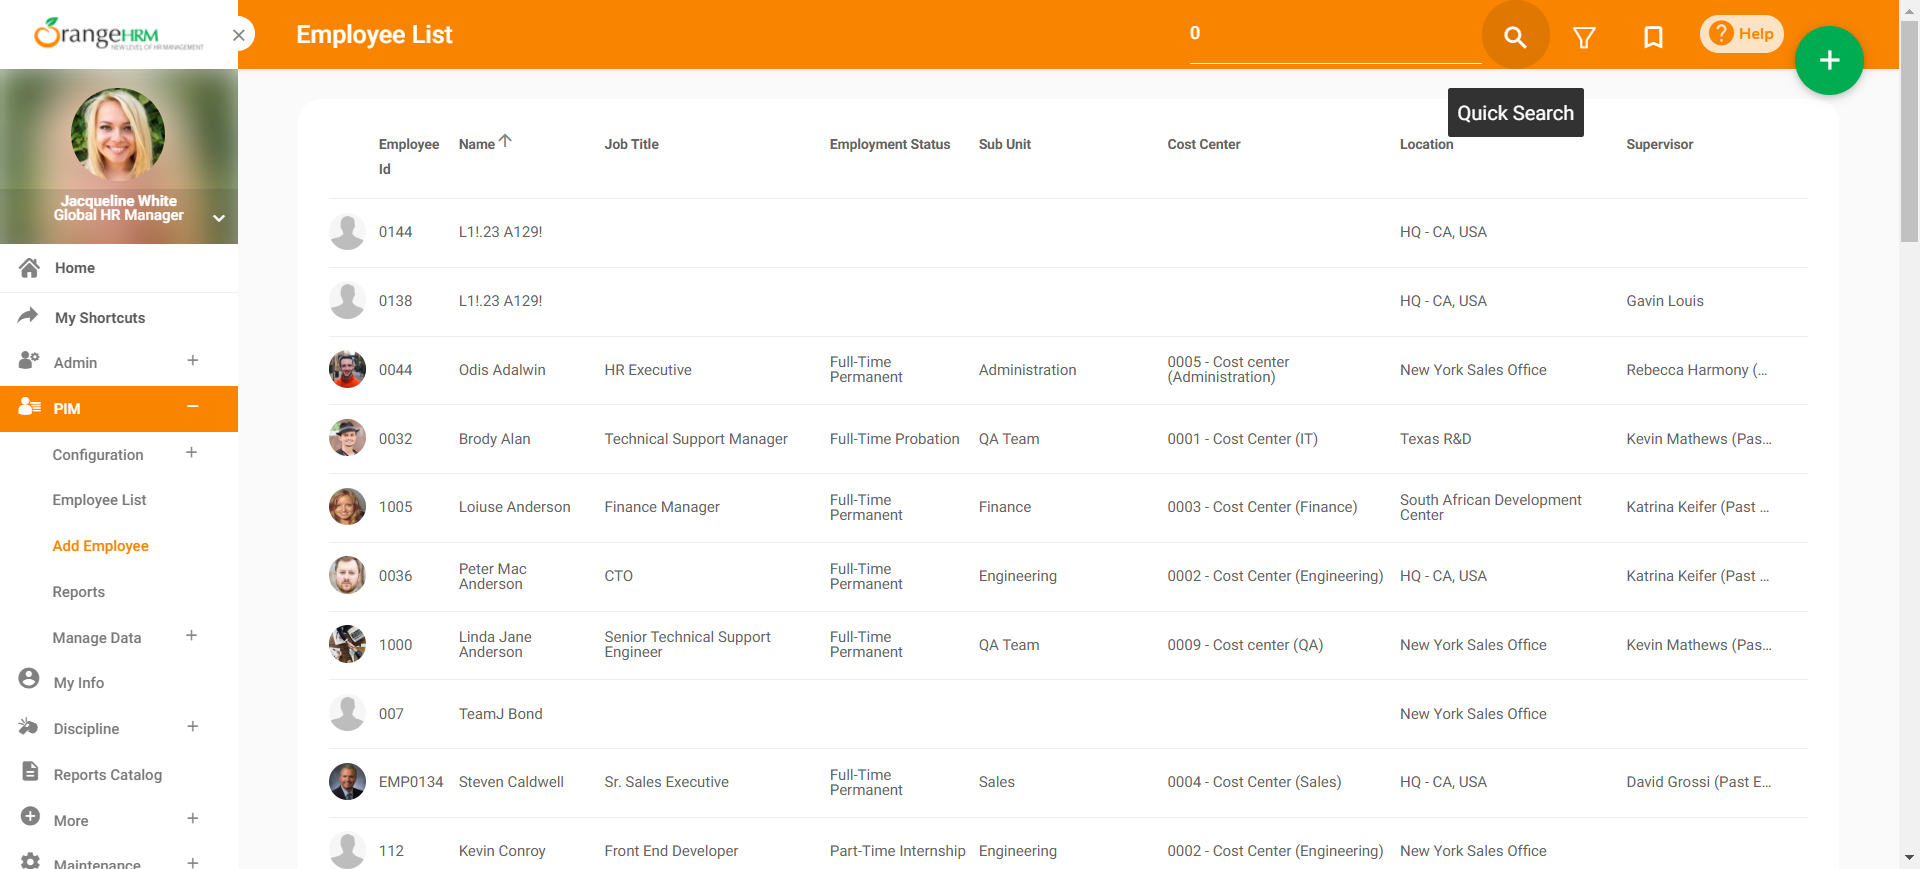 OrangeHRM
NEW LEVEL OF HR MANAGEMENT
Employee List
0
Help
Quick Search
Jacqueline White
Global HR Manager
Home
My Shortcuts
Admin
PIM
Configuration
Employee List
Add Employee
Reports
Manage Data
My Info
Discipline
Reports Catalog
More
Maintenance
Employee Id Name Job Title Employment Status Sub Unit Cost Center Location Supervisor
0144 L1!.23 A129! HQ - CA, USA
0138 L1!.23 A129! HQ - CA, USA Gavin Louis
0044 Odis Adalwin HR Executive Full-Time Permanent Administration 0005 - Cost center (Administration) New York Sales Office Rebecca Harmony (...
0032 Brody Alan Technical Support Manager Full-Time Probation QA Team 0001 - Cost Center (IT) Texas R&D Kevin Mathews (Pas...
1005 Loiuse Anderson Finance Manager Full-Time Permanent Finance 0003 - Cost Center (Finance) South African Development Center Katrina Keifer (Past ...
0036 Peter Mac Anderson CTO Full-Time Permanent Engineering 0002 - Cost Center (Engineering) HQ - CA, USA Katrina Keifer (Past ...
1000 Linda Jane Anderson Senior Technical Support Engineer Full-Time Permanent QA Team 0009 - Cost center (QA) New York Sales Office Kevin Mathews (Pas...
007 TeamJ Bond New York Sales Office
EMP0134 Steven Caldwell Sr. Sales Executive Full-Time Permanent Sales 0004 - Cost Center (Sales) HQ - CA, USA David Grossi (Past E...
112 Kevin Conroy Front End Developer Part-Time Internship Engineering 0002 - Cost Center (Engineering) New York Sales Office